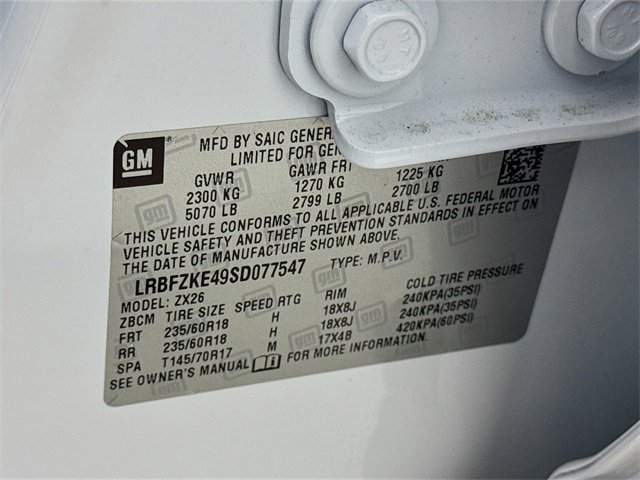 GM
MFD BY SAIC GENER
LIMITED FOR GEN
GVWR GAWR FRT
2300 KG 1270 KG 1225 KG
5070 LB 2799 LB 2700 LB
THIS VEHICLE CONFORMS TO ALL APPLICABLE U.S. FEDERAL MOTOR
VEHICLE SAFETY AND THEFT PREVENTION STANDARDS IN EFFECT ON
THE DATE OF MANUFACTURE SHOWN ABOVE.
LRBFZKE49SD077547 TYPE: M.P.V.
MODEL: ZX26
ZBCM TIRE SIZE SPEED RTG RIM COLD TIRE PRESSURE
FRT 235/60R18 H 18X8J 240KPA(35PSI)
RR 235/60R18 H 18X8J 240KPA(35PSI)
SPA T145/70R17 M 17X4B 420KPA(60PSI)
SEE OWNER'S MANUAL FOR MORE INFORMATION.